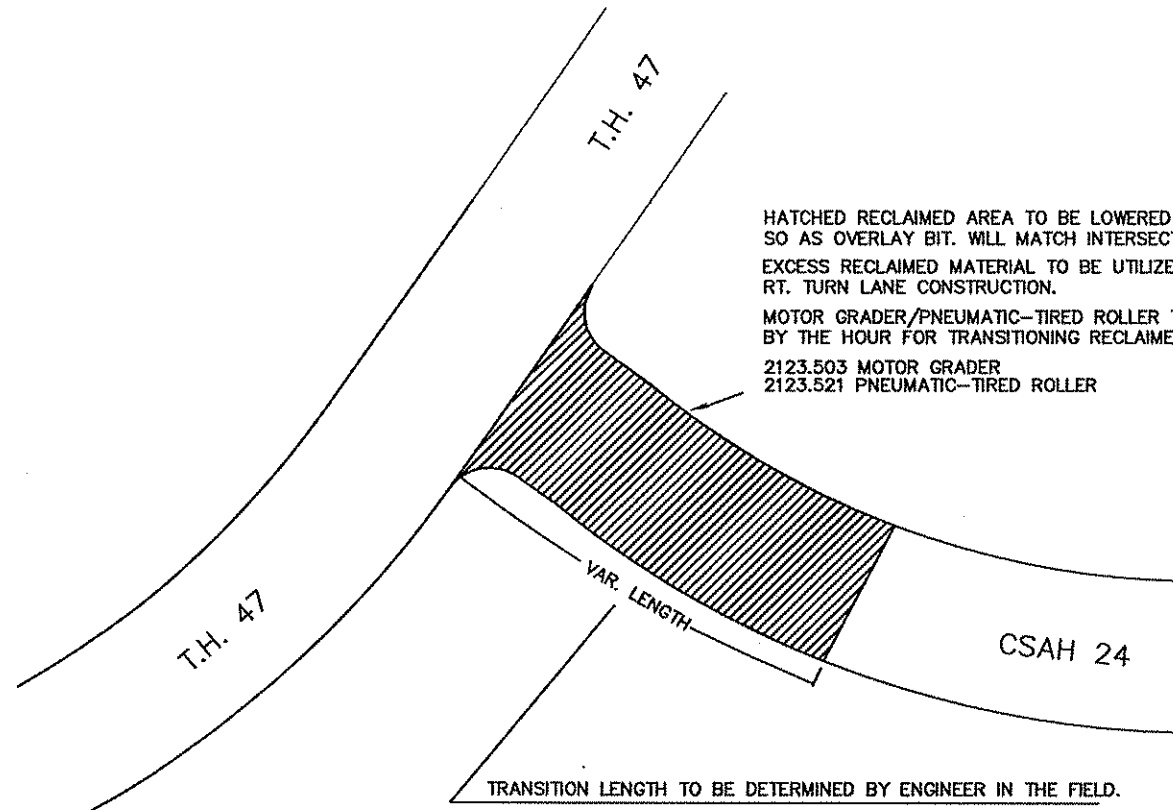 T.H. 47
HATCHED RECLAIMED AREA TO BE LOWERED
SO AS OVERLAY BIT. WILL MATCH
EXCESS RECLAIMED MATERIAL TO BE
RT. TURN LANE CONSTRUCTION.
MOTOR GRADER/PNEUMATIC-TIRED ROLLER
BY THE HOUR FOR TRANSITIONING
2123.503 MOTOR GRADER
2123.521 PNEUMATIC-TIRED ROLLER
VAR. LENGTH
T.H. 47
CSAH 24
TRANSITION LENGTH TO BE DETERMINED BY ENGINEER IN THE FIELD.